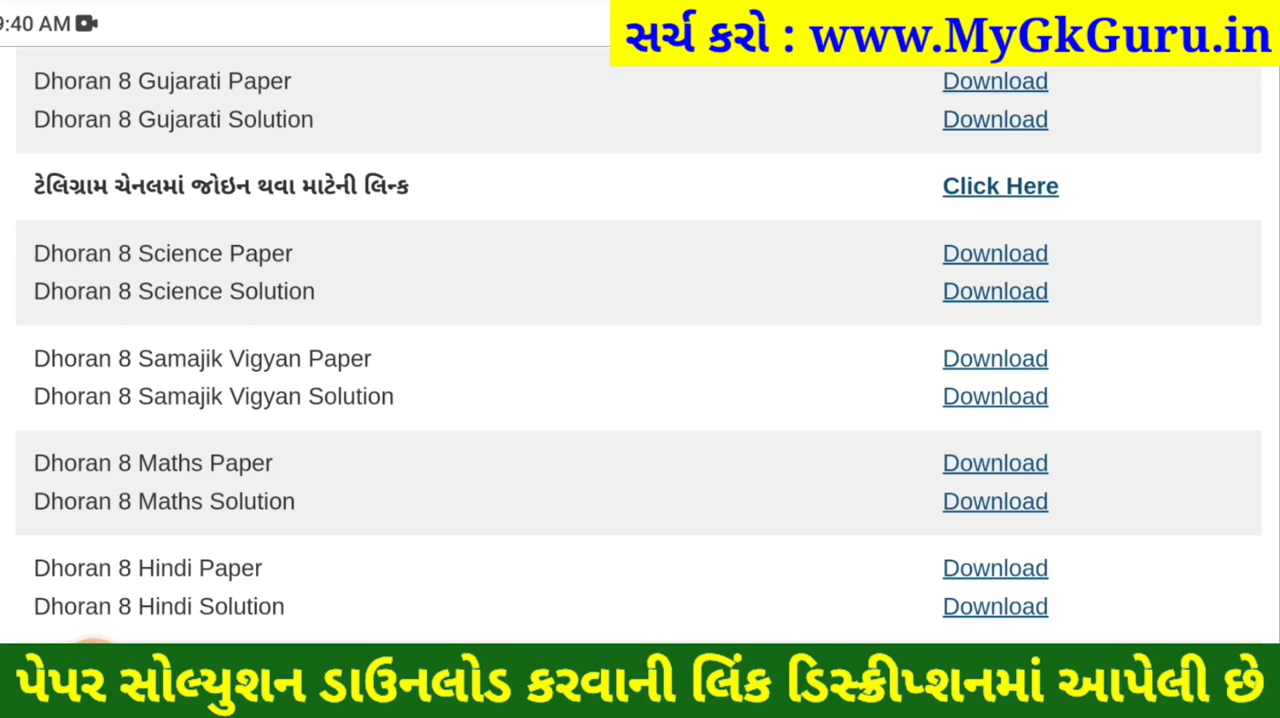 9:40 AM
સર્ચ કરો : www.MyGkGuru.in
Dhoran 8 Gujarati Paper Download
Dhoran 8 Gujarati Solution Download
ટેલિગ્રામ ચેનલમાં જોઇન થવા માટેની લિન્ક Click Here
Dhoran 8 Science Paper Download
Dhoran 8 Science Solution Download
Dhoran 8 Samajik Vigyan Paper Download
Dhoran 8 Samajik Vigyan Solution Download
Dhoran 8 Maths Paper Download
Dhoran 8 Maths Solution Download
Dhoran 8 Hindi Paper Download
Dhoran 8 Hindi Solution Download
પેપર સોલ્યુશન ડાઉનલોડ કરવાની લિંક ડિસ્ક્રીપ્શનમાં આપેલી છે